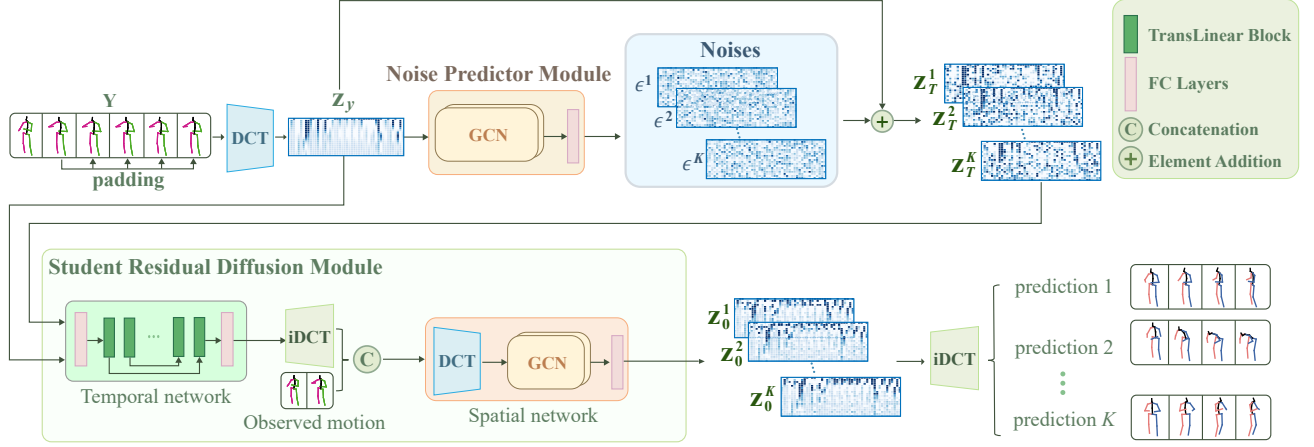 Y
padding
DCT
z_y
Noise Predictor Module
GCN
Noises
ϵ^1
ϵ^2
ϵ^K
+
z_T^1
z_T^2
z_T^K
TransLinear Block
FC Layers
C Concatenation
+ Element Addition
Student Residual Diffusion Module
...
Temporal network
iDCT
Observed motion
C
DCT
GCN
Spatial network
z_0^1
z_0^2
z_0^K
iDCT
prediction 1
prediction 2
prediction K